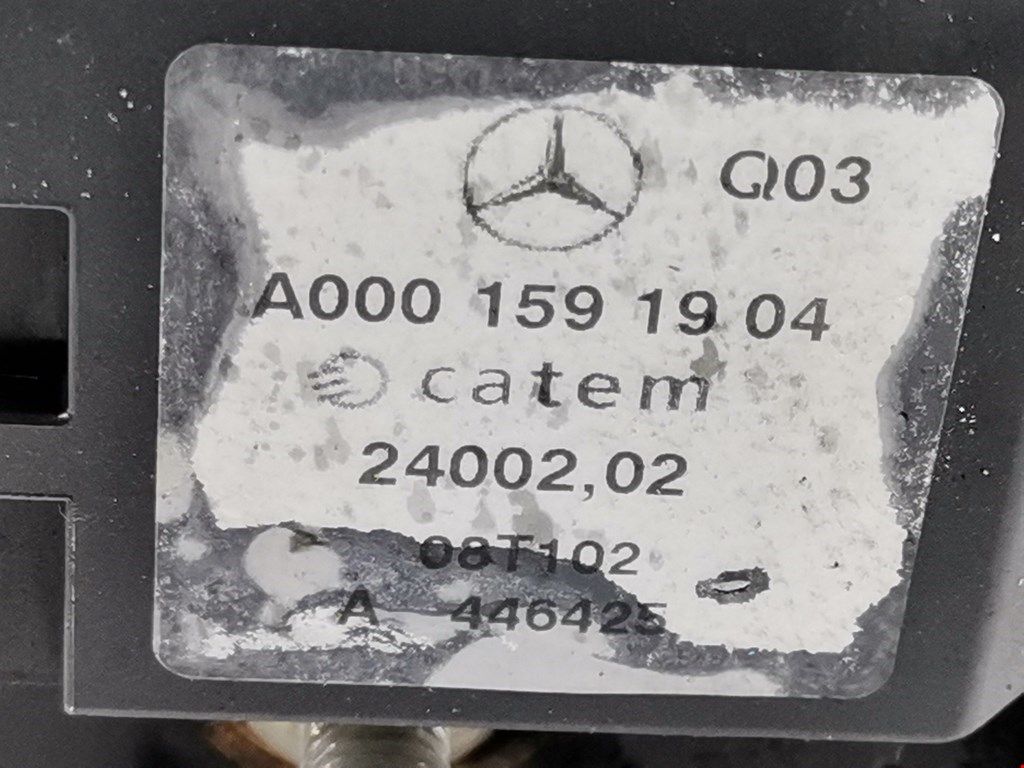 Q03
A000 159 19 04
catem
24002,02
08T102
A 446425